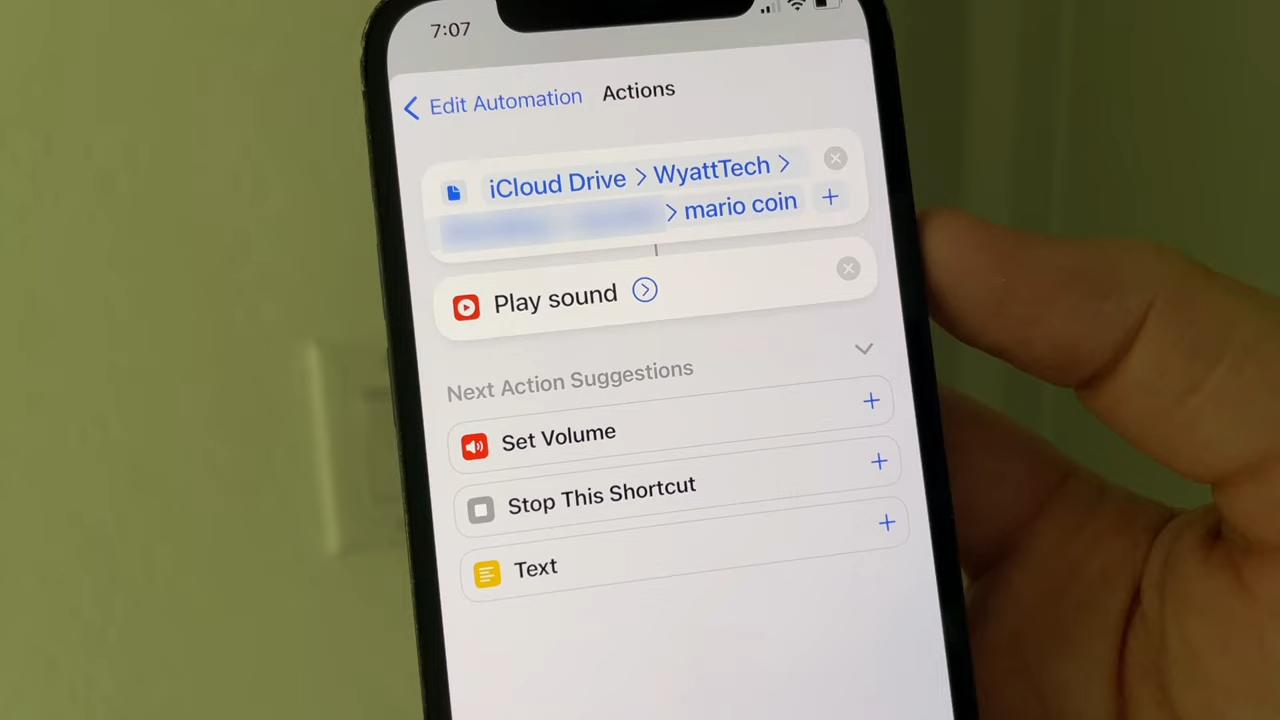 7:07
Edit Automation Actions
iCloud Drive > WyattTech >
> mario coin +
Play sound
Next Action Suggestions
Set Volume
Stop This Shortcut
Text